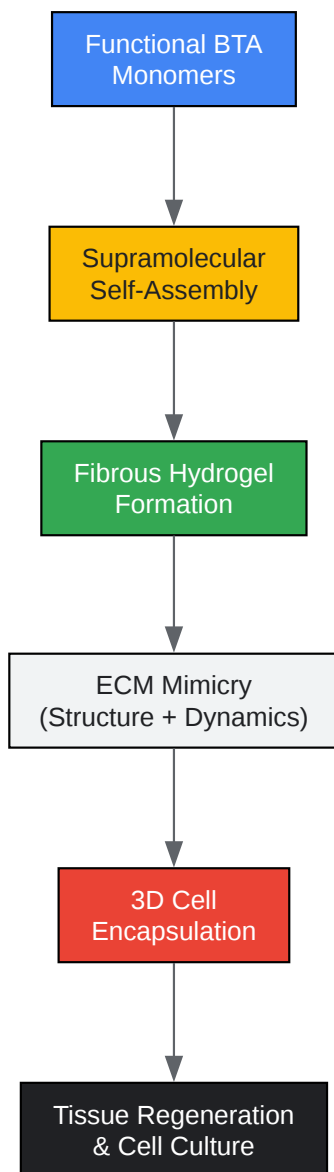 Functional BTA
Monomers
Supramolecular
Self-Assembly
Fibrous Hydrogel
Formation
ECM Mimicry
(Structure + Dynamics)
3D Cell
Encapsulation
Tissue Regeneration
& Cell Culture